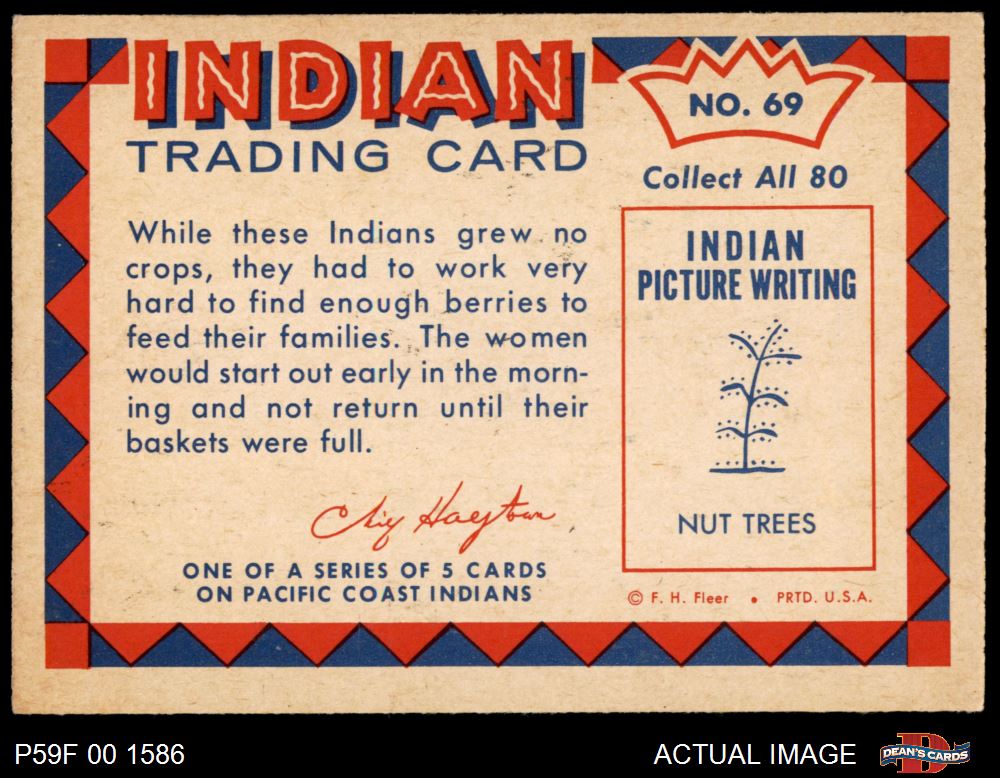 INDIAN
TRADING CARD
NO. 69
Collect All 80
While these Indians grew no
crops, they had to work very
hard to find enough berries to
feed their families. The women
would start out early in the morn-
ing and not return until their
baskets were full.
Chief Hagstrom
ONE OF A SERIES OF 5 CARDS
ON PACIFIC COAST INDIANS
INDIAN
PICTURE WRITING
NUT TREES
© F. H. Fleer • PRTD. U.S.A.
P59F 00 1586
ACTUAL IMAGE
DEAN'S CARDS